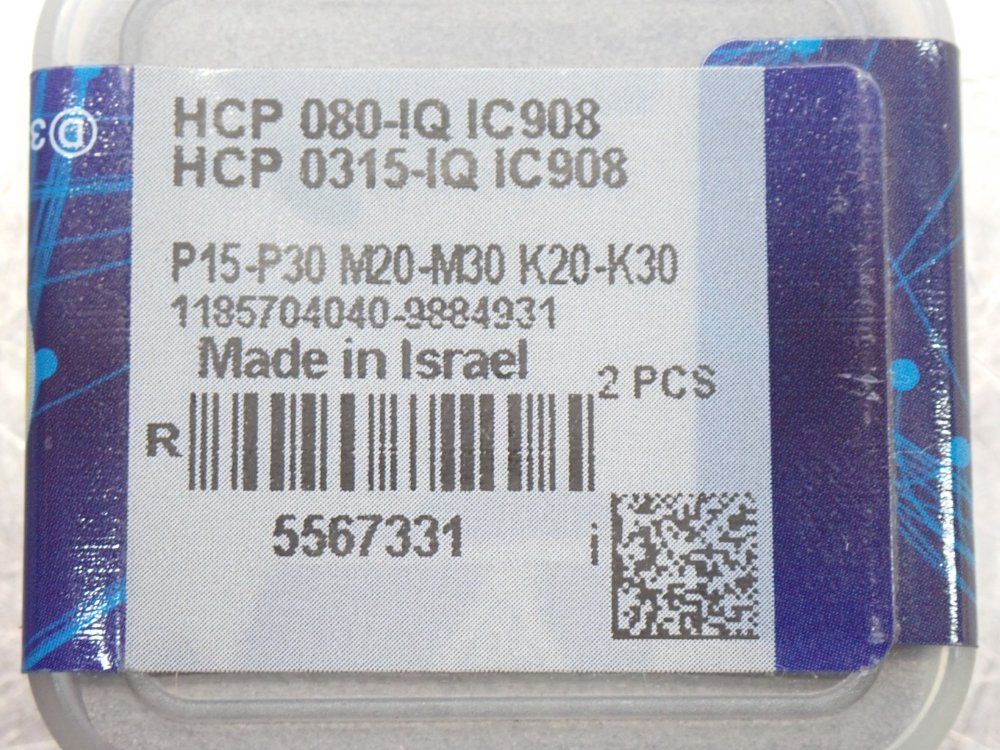 HCP 080-IQ IC908
HCP 0315-IQ IC908
P15-P30 M20-M30 K20-K30
1185704040-9884931
Made in Israel
2 PCS
R
5567331
i
D3